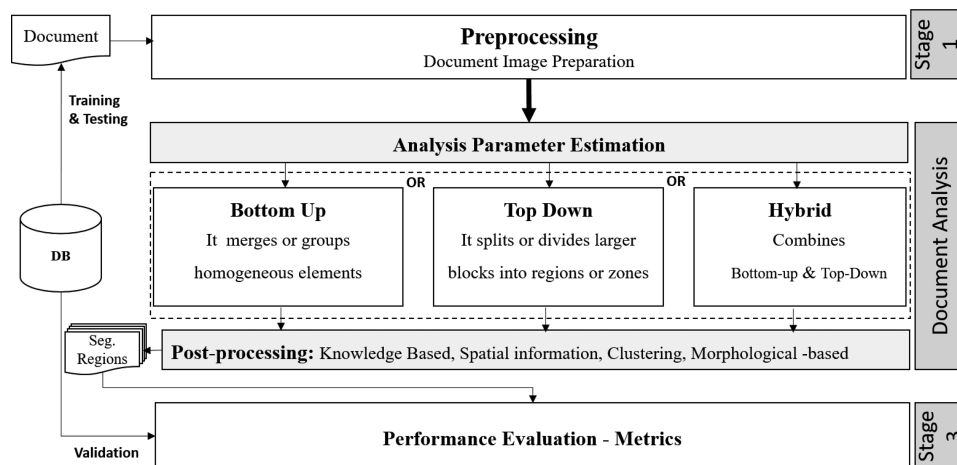 Document
Preprocessing
Document Image Preparation
Stage
1
Training
& Testing
Analysis Parameter Estimation
OR
OR
Bottom Up
It merges or groups
homogeneous elements
Top Down
It splits or divides larger
blocks into regions or zones
Hybrid
Combines
Bottom-up & Top-Down
Document Analysis
DB
Seg.
Regions
Post-processing: Knowledge Based, Spatial information, Clustering, Morphological -based
Performance Evaluation - Metrics
Stage
3
Validation